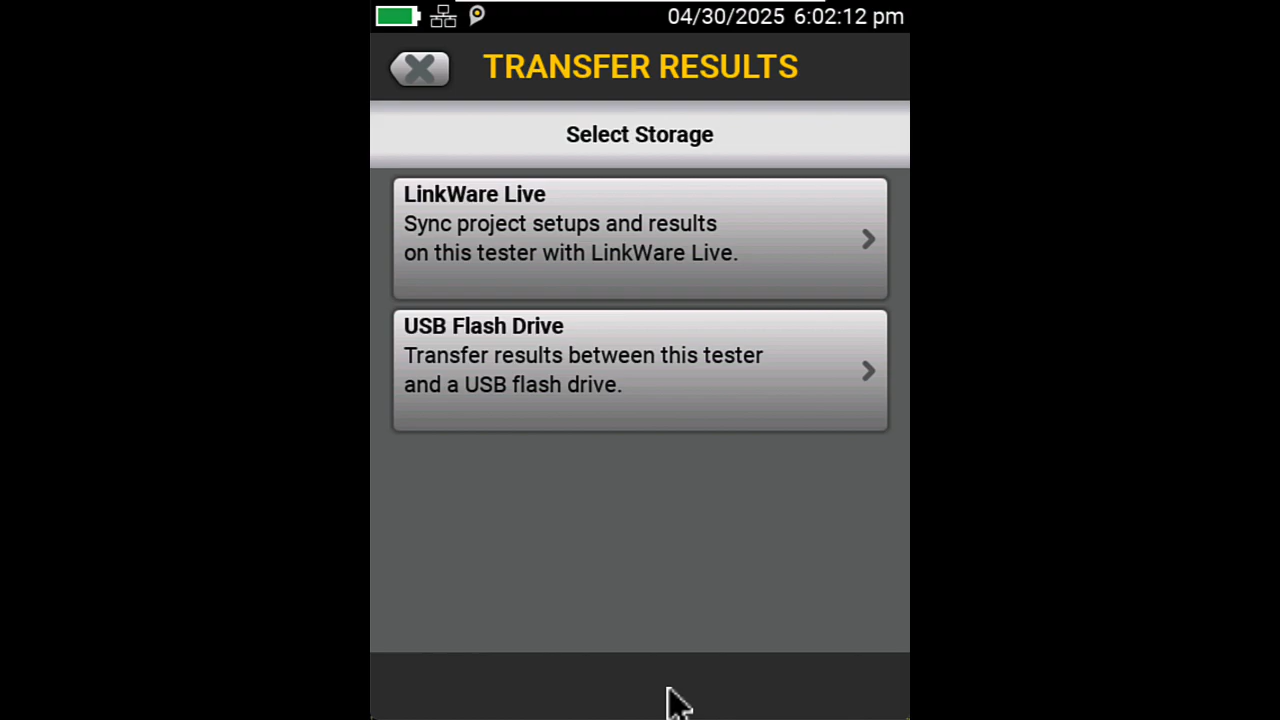 04/30/2025 6:02:12 pm
TRANSFER RESULTS
Select Storage
LinkWare Live
Sync project setups and results
on this tester with LinkWare Live.
USB Flash Drive
Transfer results between this tester
and a USB flash drive.